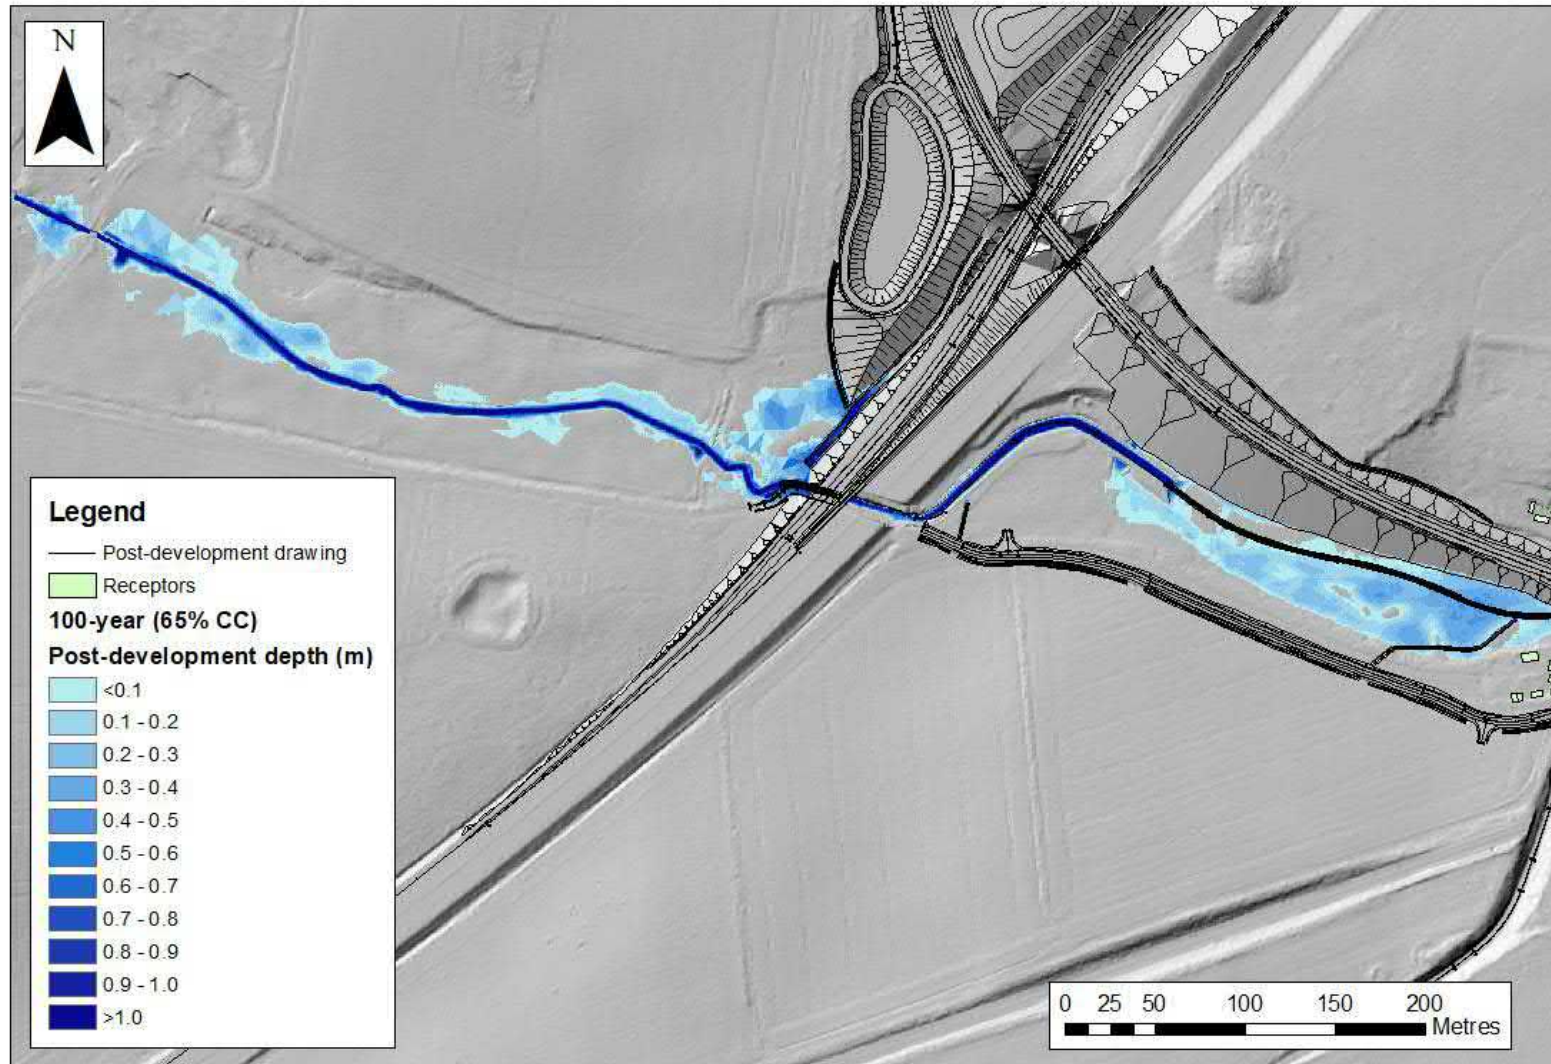 N
Legend
Post-development drawing
Receptors
100-year (65% CC)
Post-development depth (m)
<0.1
0.1 - 0.2
0.2 - 0.3
0.3 - 0.4
0.4 - 0.5
0.5 - 0.6
0.6 - 0.7
0.7 - 0.8
0.8 - 0.9
0.9 - 1.0
>1.0
0 25 50 100 150 200
Metres